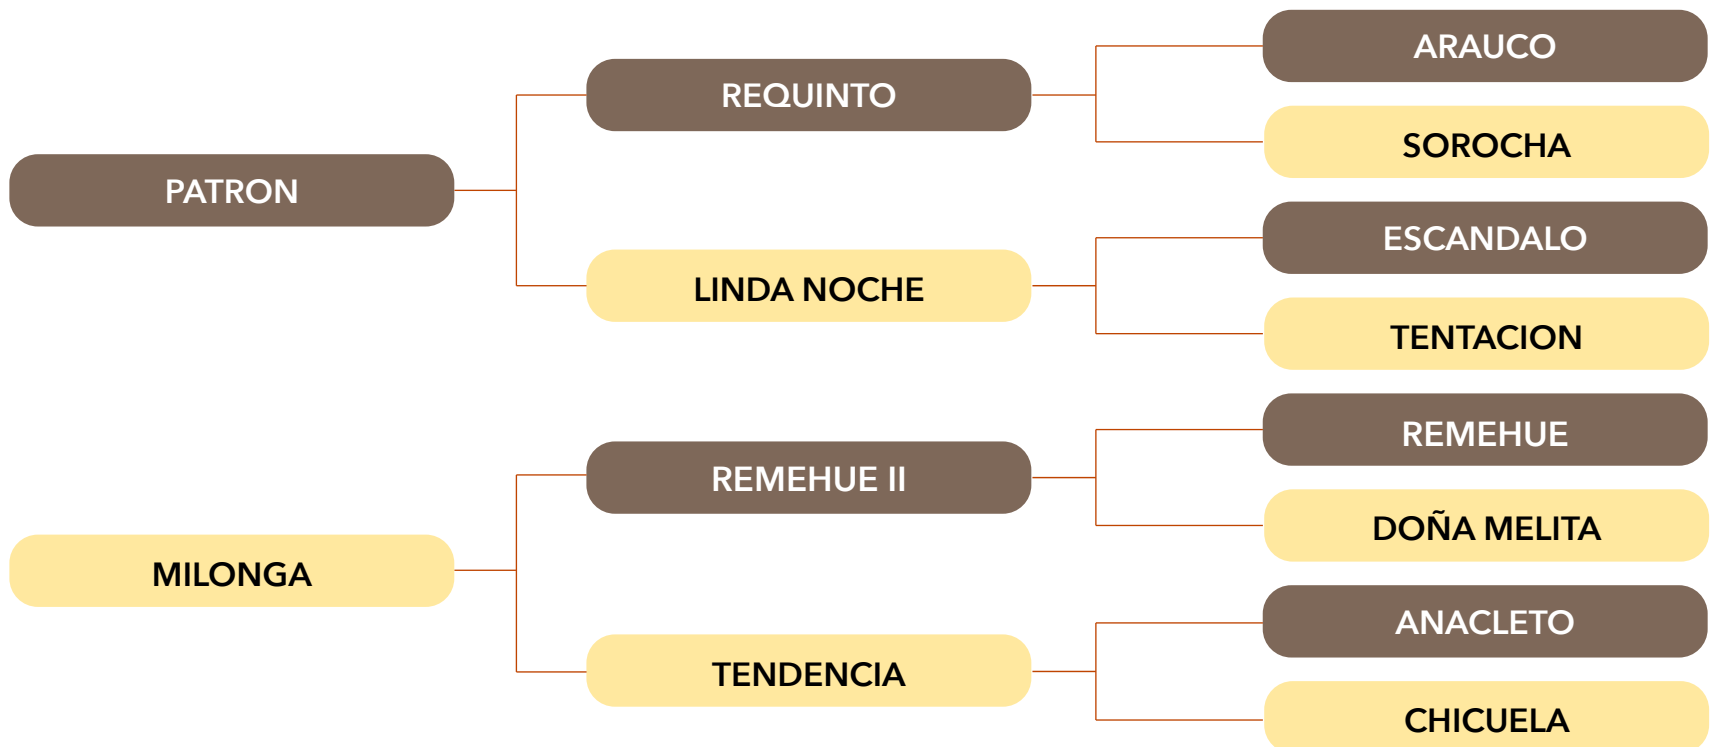 PATRON
REQUINTO
ARAUCO
SOROCHA
LINDA NOCHE
ESCANDALO
TENTACION
MILONGA
REMEHUE II
REMEHUE
DOÑA MELITA
TENDENCIA
ANACLETO
CHICUELA